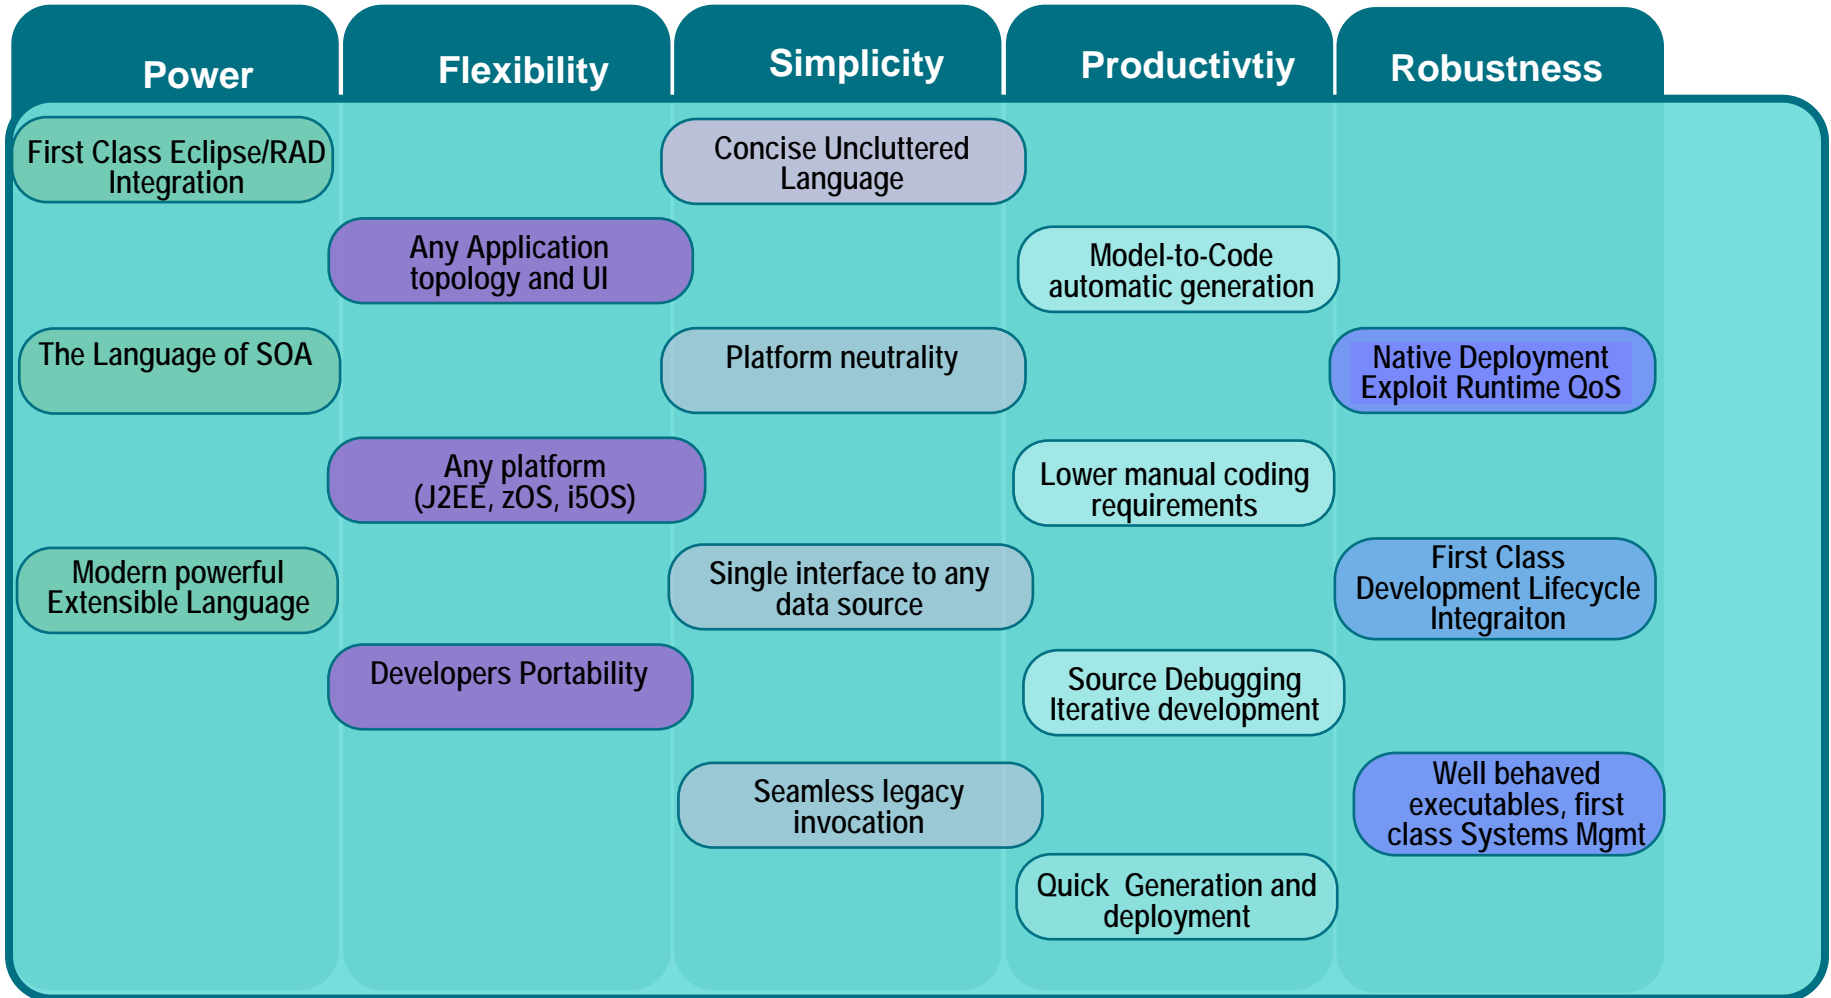 Power
Flexibility
Simplicity
Productivtiy
Robustness
First Class Eclipse/RAD
Integration
The Language of SOA
Modern powerful
Extensible Language
Any Application
topology and UI
Any platform
(J2EE, zOS, i5OS)
Developers Portability
Concise Uncluttered
Language
Platform neutrality
Single interface to any
data source
Seamless legacy
invocation
Model-to-Code
automatic generation
Lower manual coding
requirements
Source Debugging
Iterative development
Quick Generation and
deployment
Native Deployment
Exploit Runtime QoS
First Class
Development Lifecycle
Integraiton
Well behaved
executables, first
class Systems Mgmt